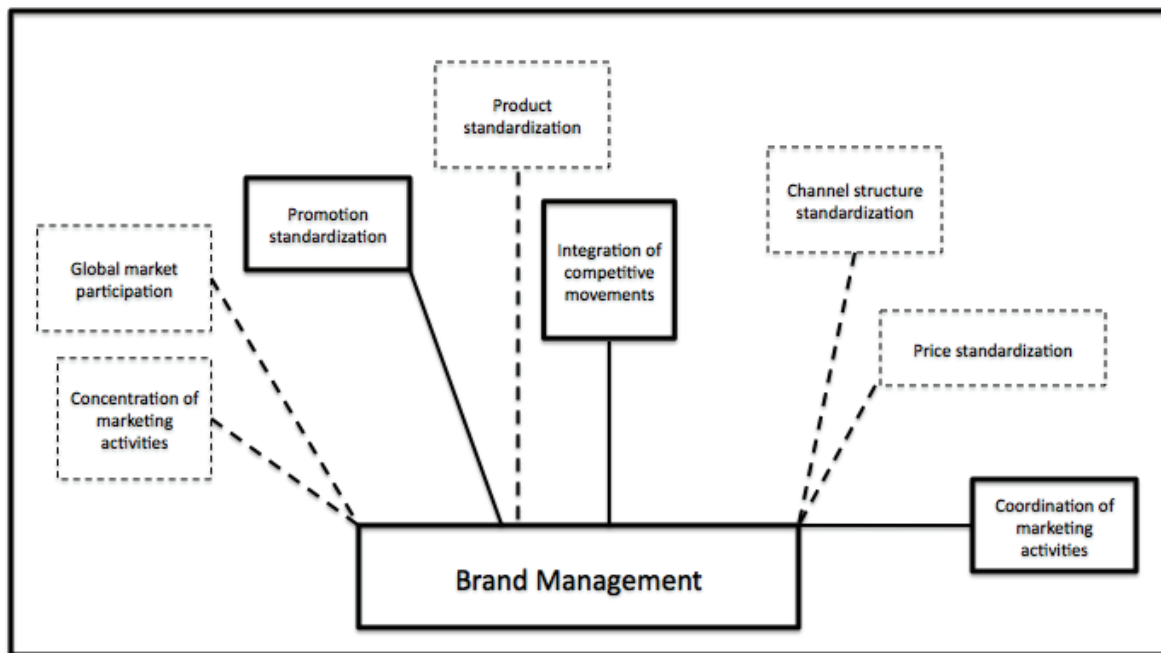 Product
standardization
Channel structure
standardization
Promotion
standardization
Integration of
competitive
movements
Global market
participation
Price standardization
Concentration of
marketing
activities
Coordination of
marketing
activities
Brand Management